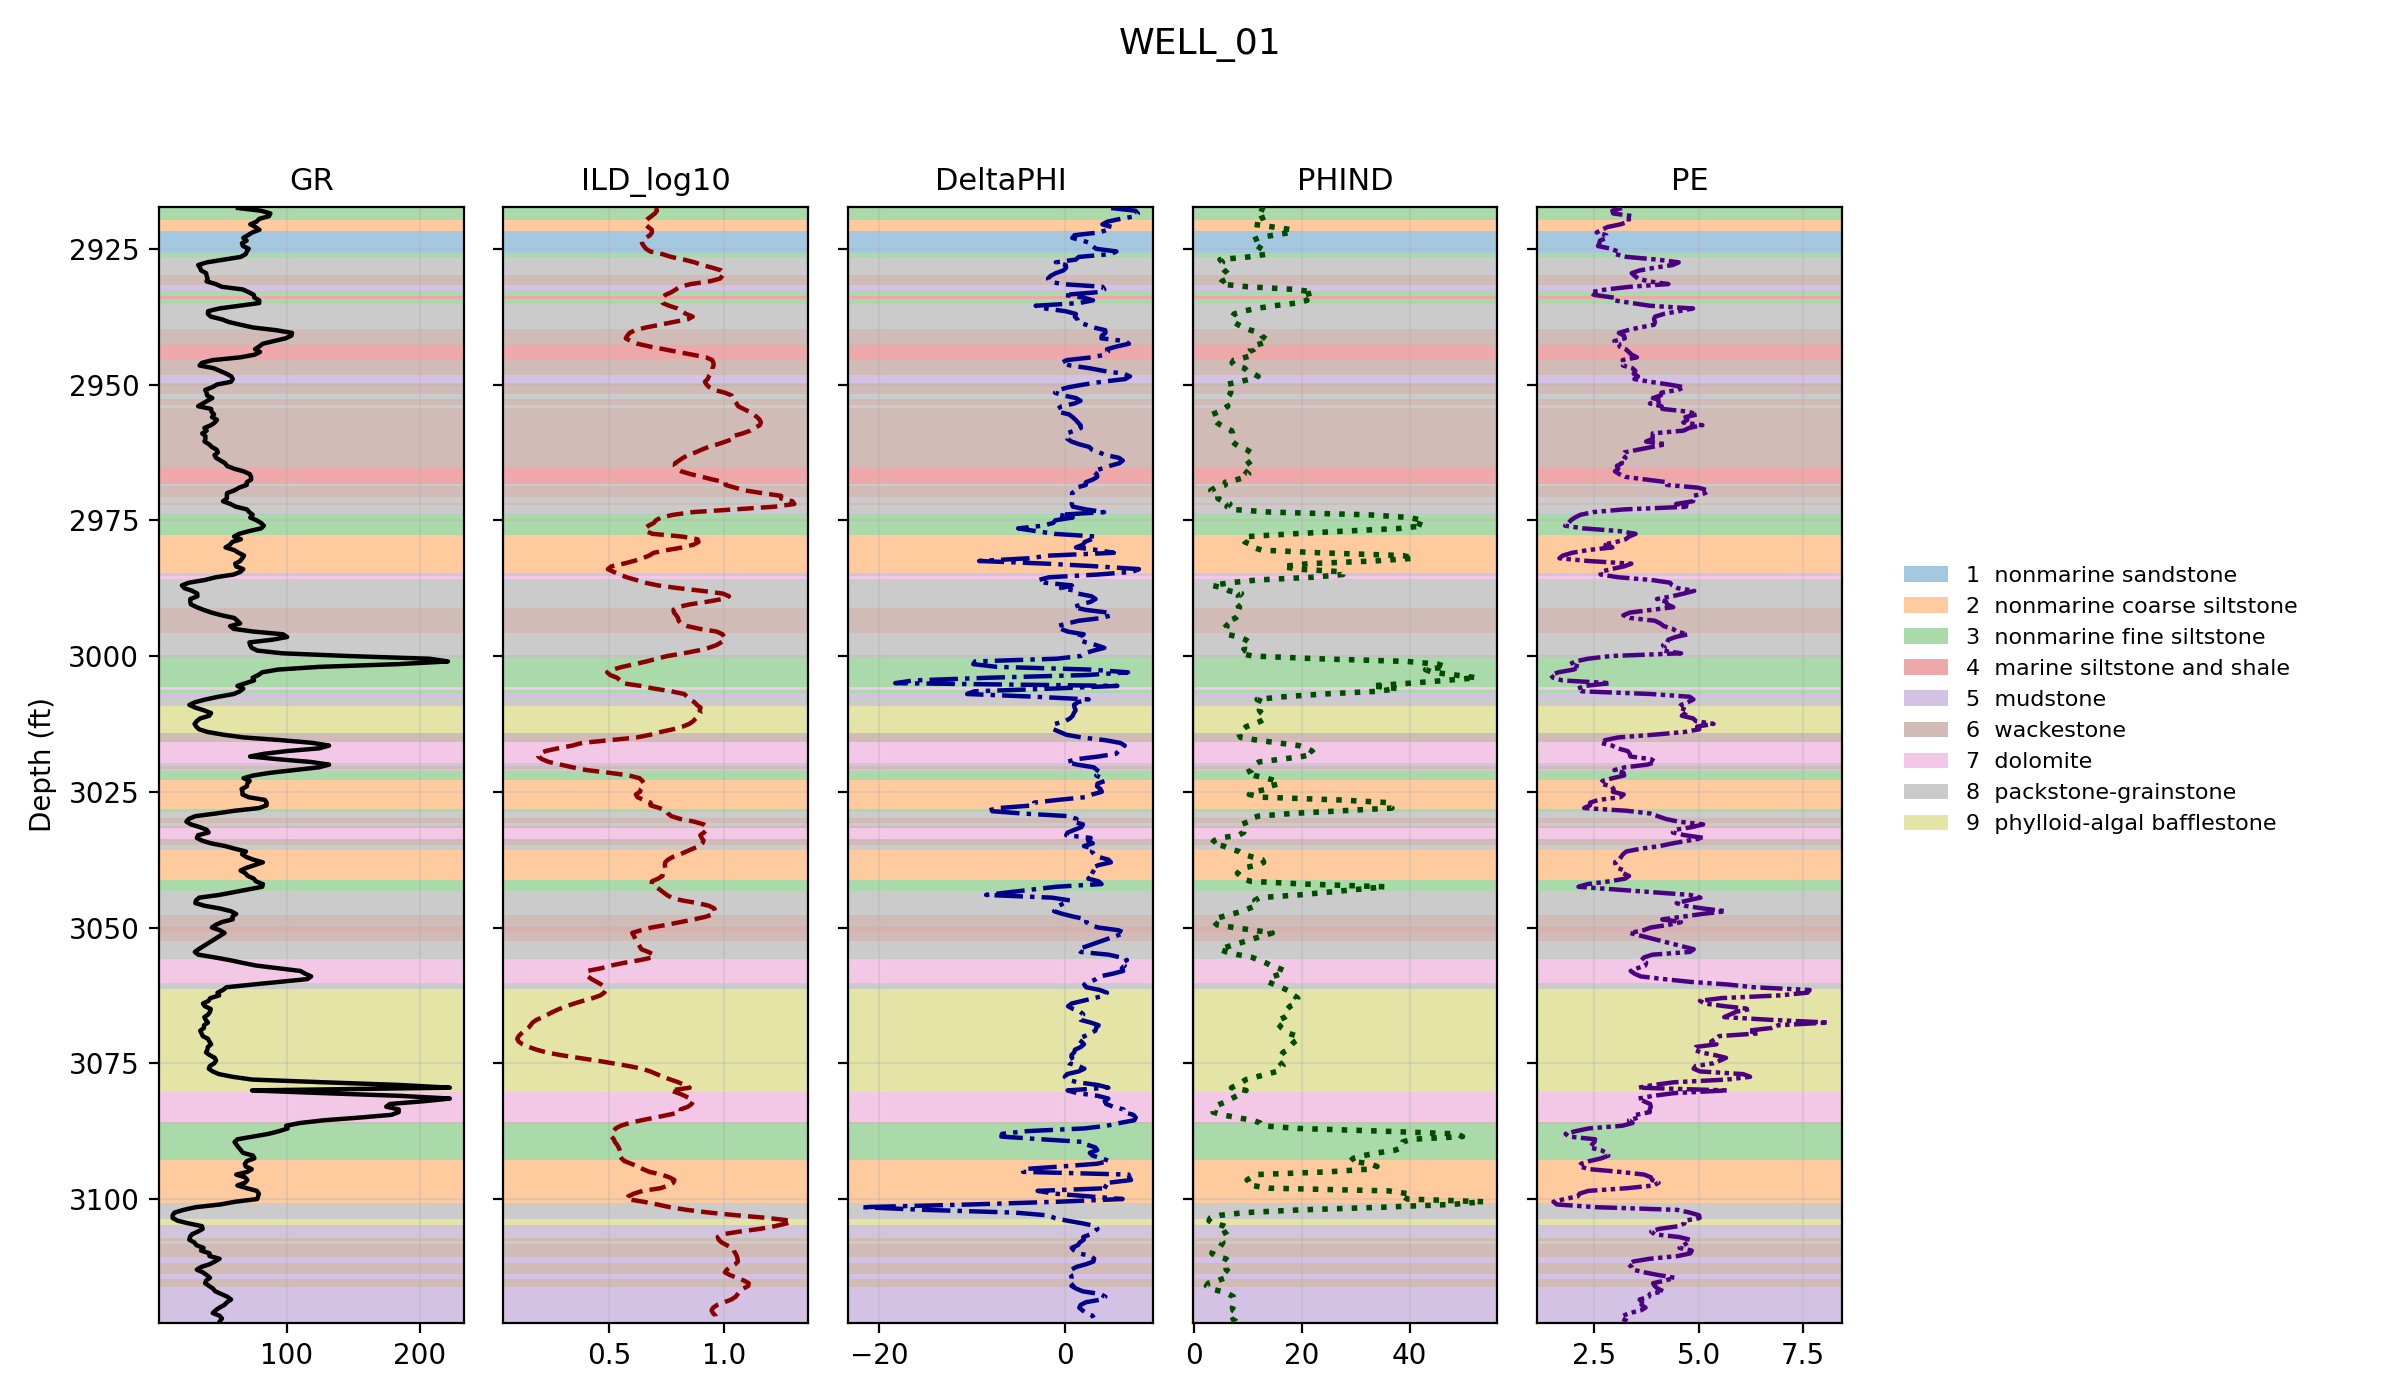 WELL_01
GR
ILD_log10
DeltaPHI
PHIND
PE
Depth (ft)
2925
2950
2975
3000
3025
3050
3075
3100
100 200
0.5 1.0
−20 0
0 20 40
2.5 5.0 7.5
1 nonmarine sandstone
2 nonmarine coarse siltstone
3 nonmarine fine siltstone
4 marine siltstone and shale
5 mudstone
6 wackestone
7 dolomite
8 packstone-grainstone
9 phylloid-algal bafflestone